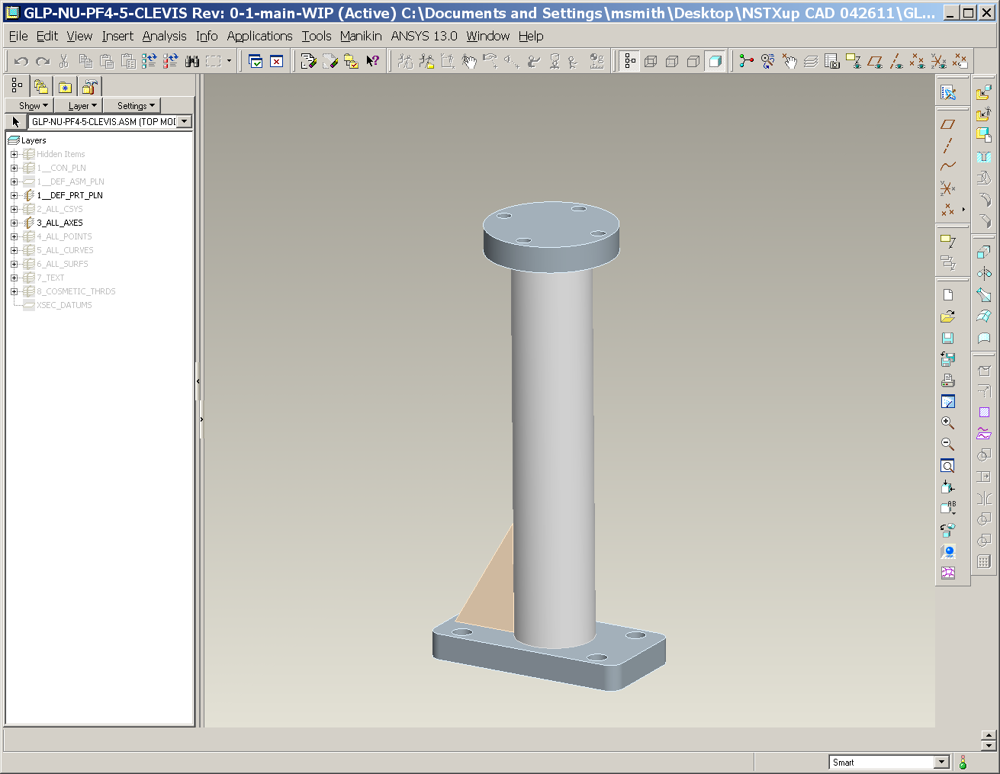 GLP-NU-PF4-5-CLEVIS Rev: 0-1-main-WIP (Active) C:\Documents and Settings\msmith\Desktop\NSTXup CAD 042611\GL...
File Edit View Insert Analysis Info Applications Tools Manikin ANSYS 13.0 Window Help
Show Layer Settings
GLP-NU-PF4-5-CLEVIS.ASM (TOP MOD
Layers
Hidden Items
1__CON_PLN
1__DEF_ASM_PLN
1__DEF_PRT_PLN
2_ALL_CSYS
3_ALL_AXES
4_ALL_POINTS
5_ALL_CURVES
6_ALL_SURFS
7_TEXT
8_COSMETIC_THRDS
XSEC_DATUMS
AB
Smart